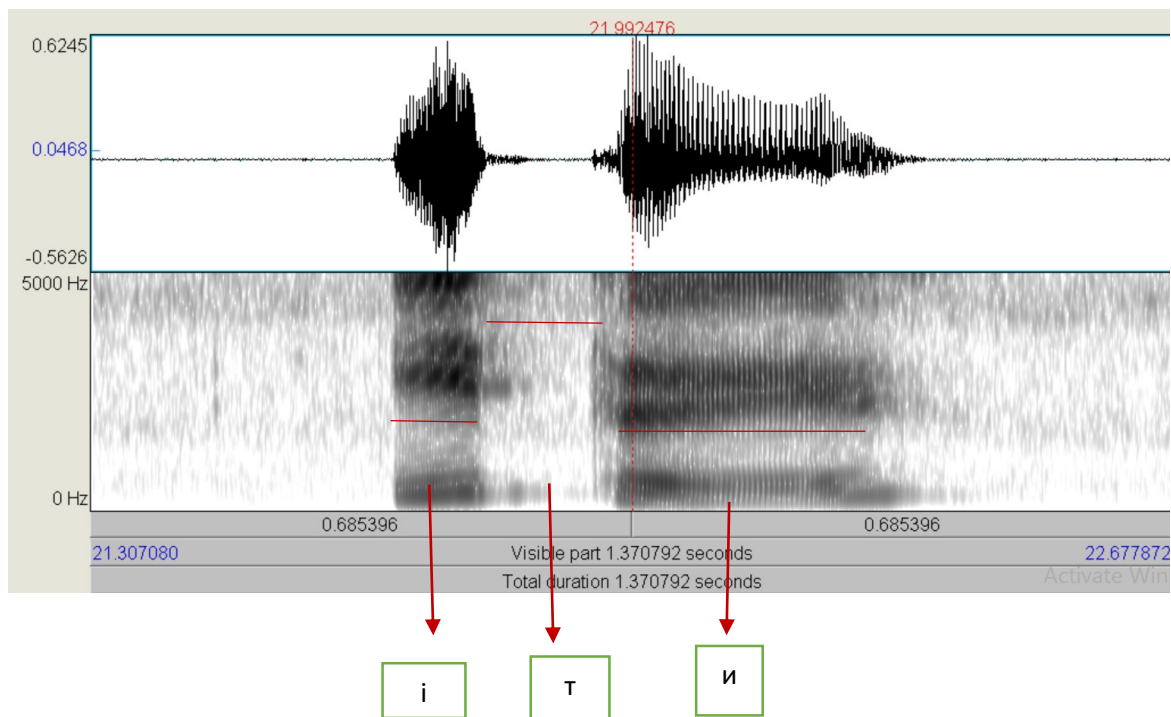 21.992476
0.6245
0.0468
-0.5626
5000 Hz
0 Hz
0.685396 0.685396
21.307080 Visible part 1.370792 seconds 22.677872
Total duration 1.370792 seconds
Activate Win
і т и